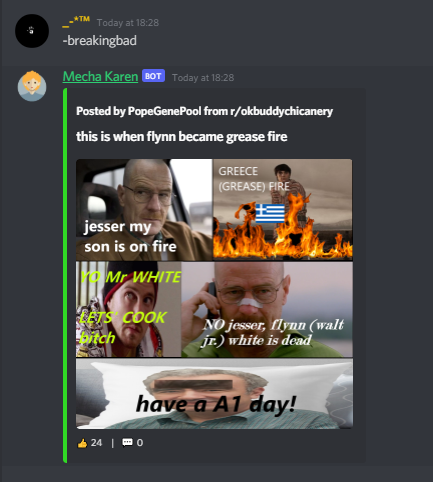 _-*™ Today at 18:28
-breakingbad
Mecha Karen BOT Today at 18:28
Posted by PopeGenePool from r/okbuddychicanery
this is when flynn became grease fire
jesser my
son is on fire
GREECE
(GREASE) FIRE
YO Mr WHITE
LETS' COOK
bitch
NO jesser, flynn (walt
jr.) white is dead
have a A1 day!
👍 24 | 💬 0